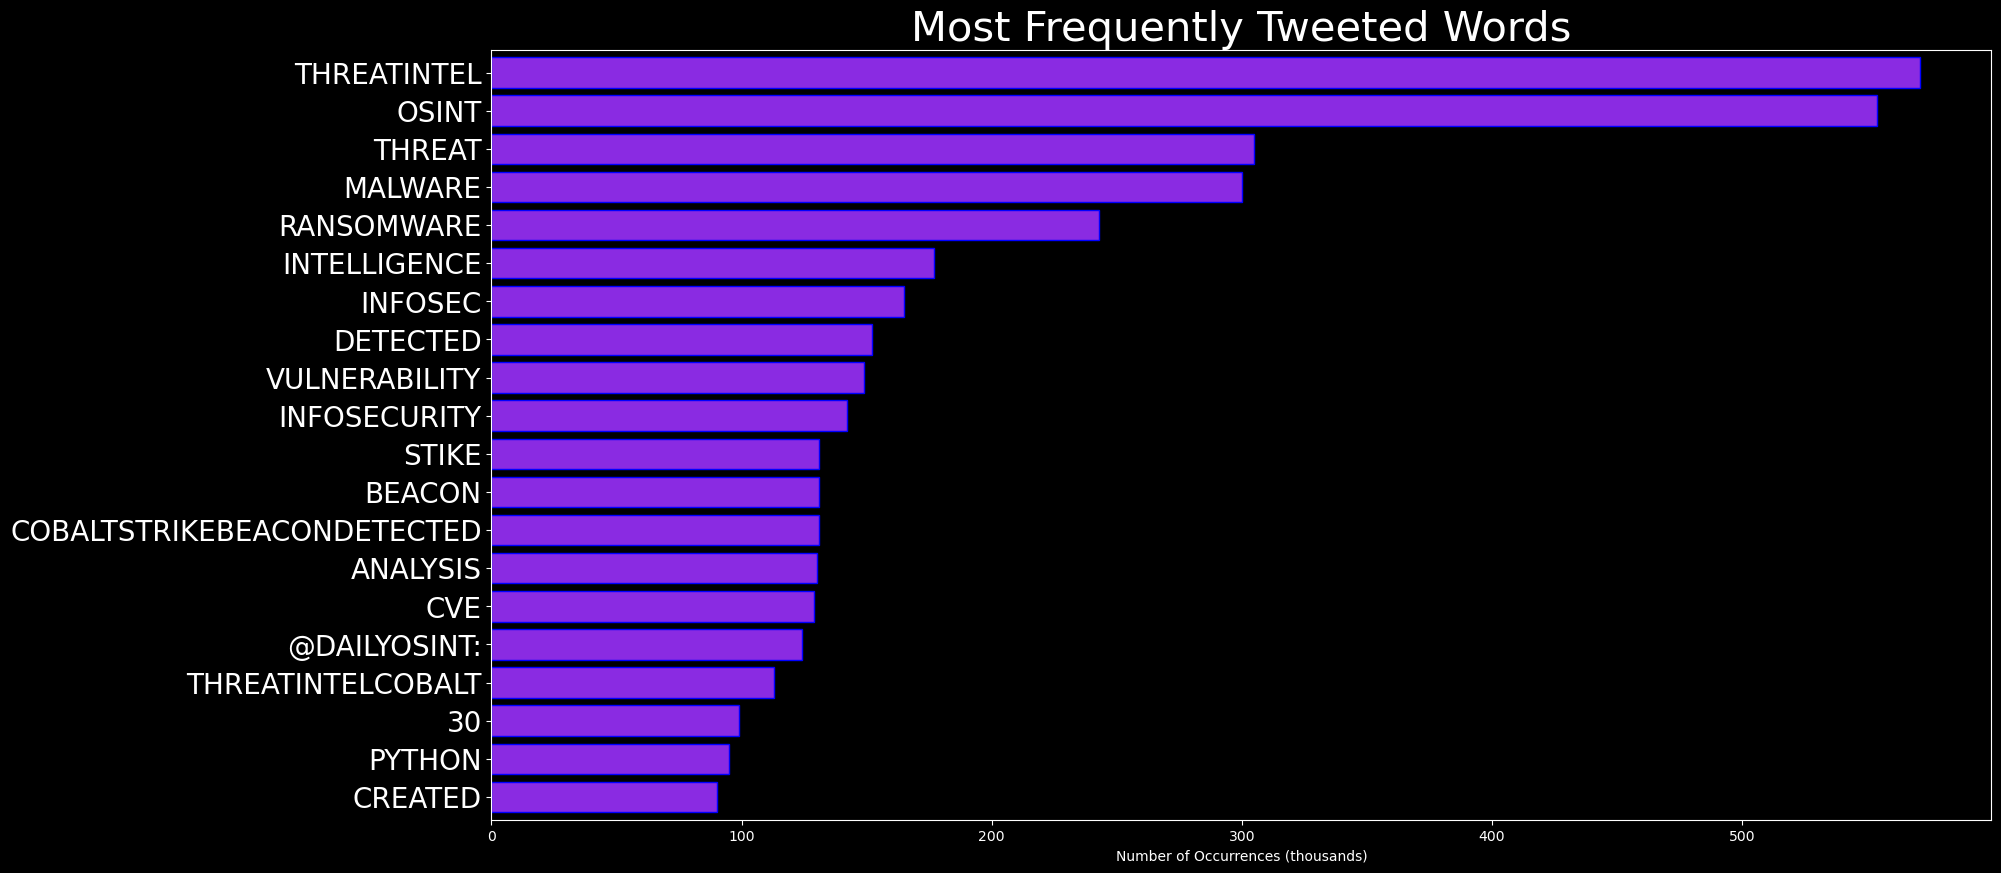 Most Frequently Tweeted Words
THREATINTEL
OSINT
THREAT
MALWARE
RANSOMWARE
INTELLIGENCE
INFOSEC
DETECTED
VULNERABILITY
INFOSECURITY
STIKE
BEACON
COBALTSTRIKEBEACONDETECTED
ANALYSIS
CVE
@DAILYOSINT:
THREATINTELCOBALT
30
PYTHON
CREATED
0 100 200 300 400 500
Number of Occurrences (thousands)